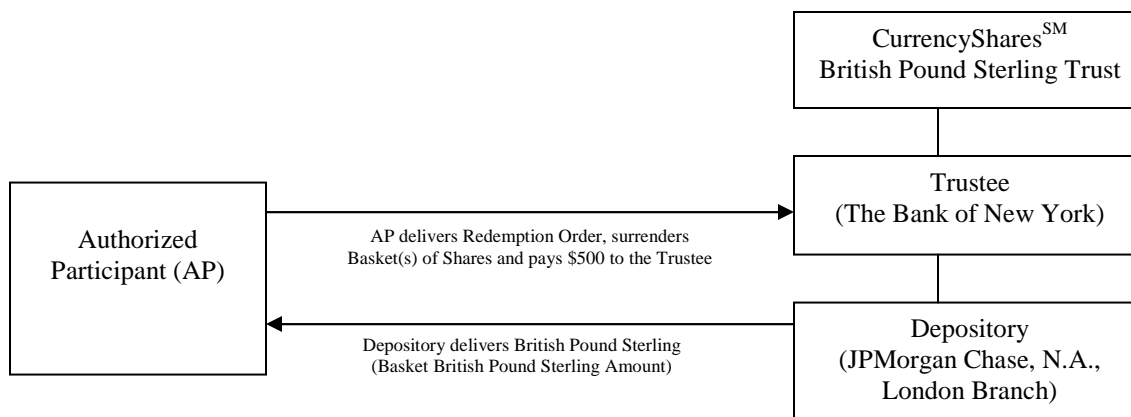 CurrencyShares℠
British Pound Sterling Trust
Trustee
(The Bank of New York)
Authorized
Participant (AP)
AP delivers Redemption Order, surrenders
Basket(s) of Shares and pays $500 to the Trustee
Depository delivers British Pound Sterling
(Basket British Pound Sterling Amount)
Depository
(JPMorgan Chase, N.A.,
London Branch)